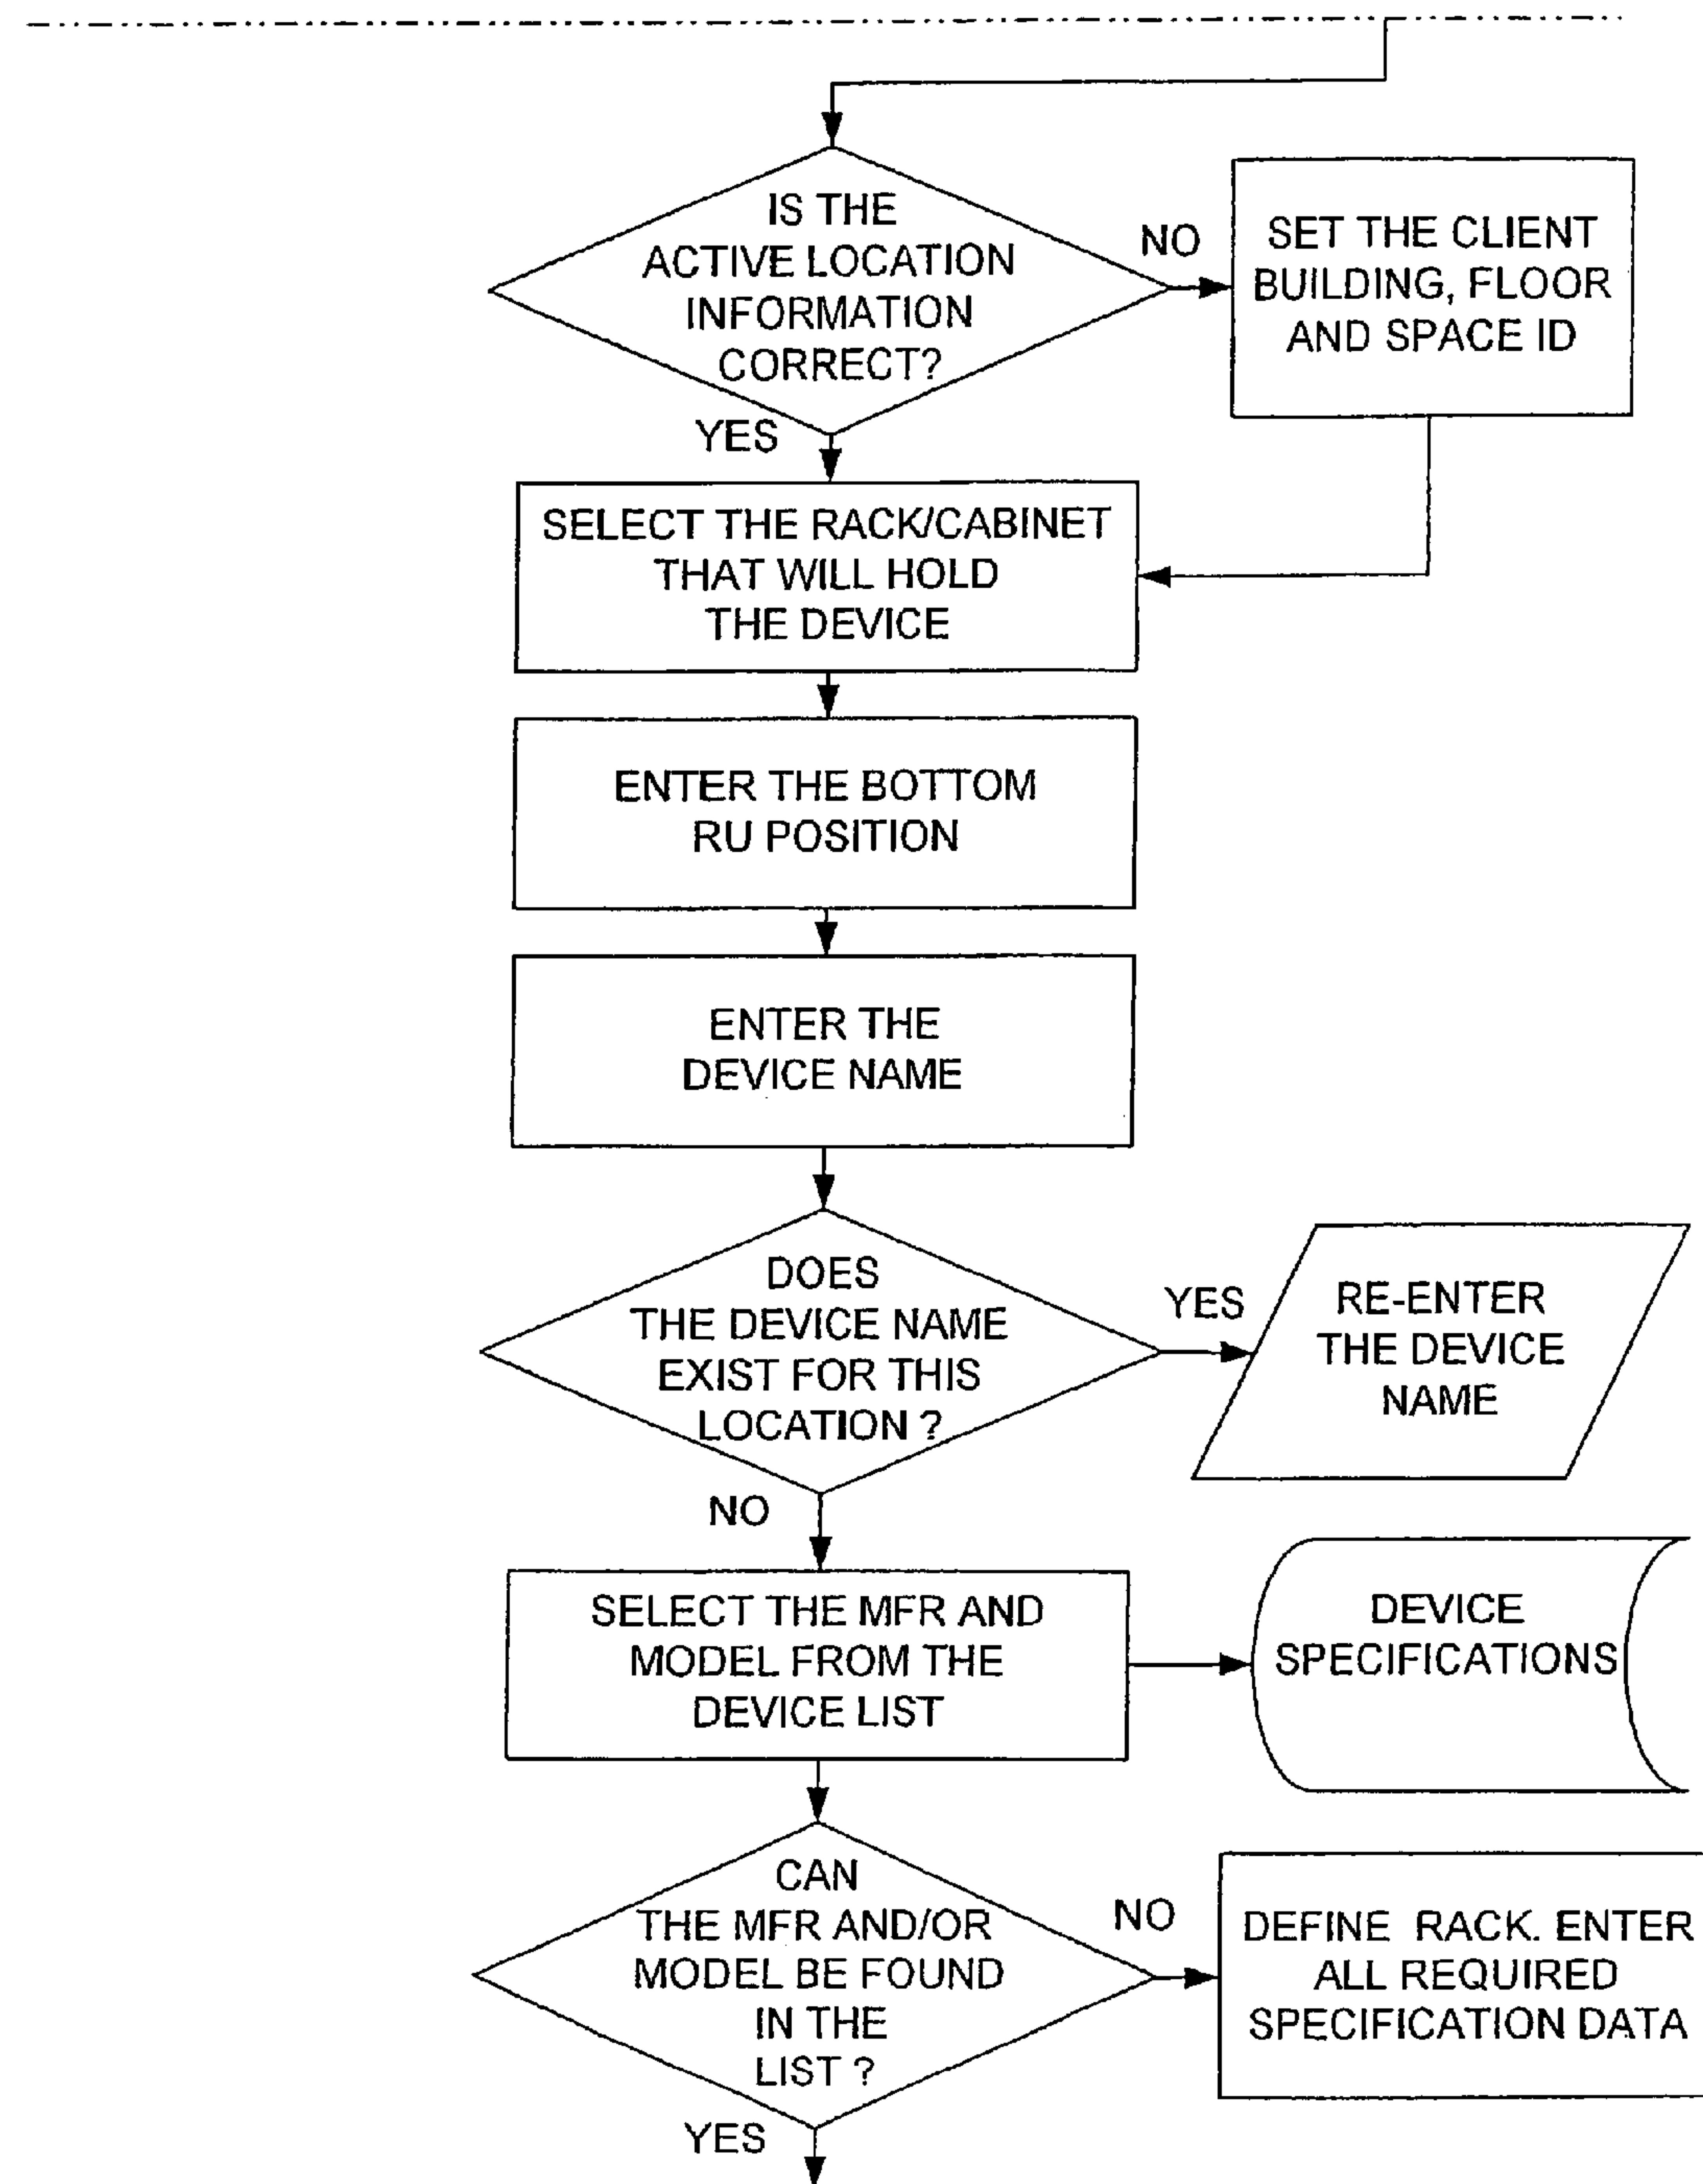 IS THE
ACTIVE LOCATION
INFORMATION
CORRECT?
NO
SET THE CLIENT
BUILDING, FLOOR
AND SPACE ID
YES
SELECT THE RACK/CABINET
THAT WILL HOLD
THE DEVICE
ENTER THE BOTTOM
RU POSITION
ENTER THE
DEVICE NAME
DOES
THE DEVICE NAME
EXIST FOR THIS
LOCATION ?
YES
RE-ENTER
THE DEVICE
NAME
NO
SELECT THE MFR AND
MODEL FROM THE
DEVICE LIST
DEVICE
SPECIFICATIONS
CAN
THE MFR AND/OR
MODEL BE FOUND
IN THE
LIST ?
NO
DEFINE RACK. ENTER
ALL REQUIRED
SPECIFICATION DATA
YES